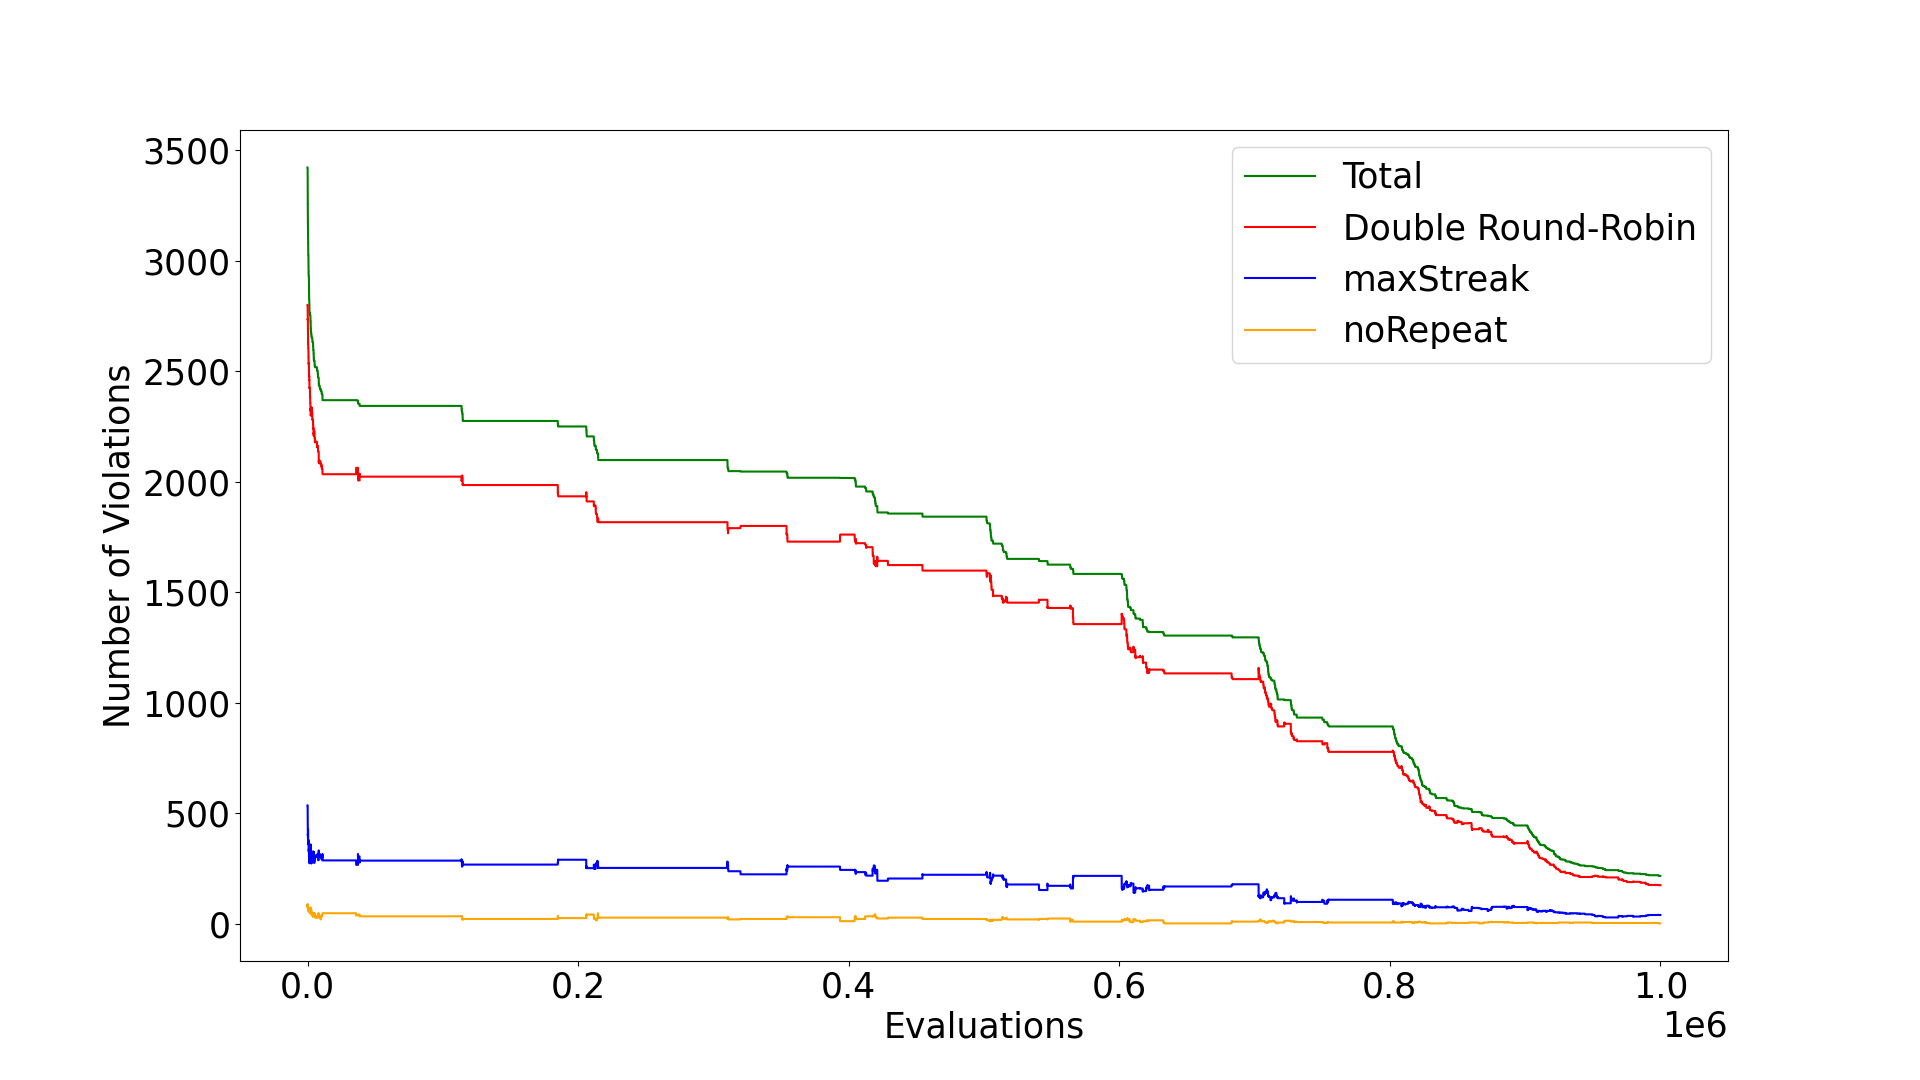 3500
3000
2500
2000
1500
1000
500
0
Number of Violations
Total
Double Round-Robin
maxStreak
noRepeat
0.0 0.2 0.4 0.6 0.8 1.0
Evaluations
1e6